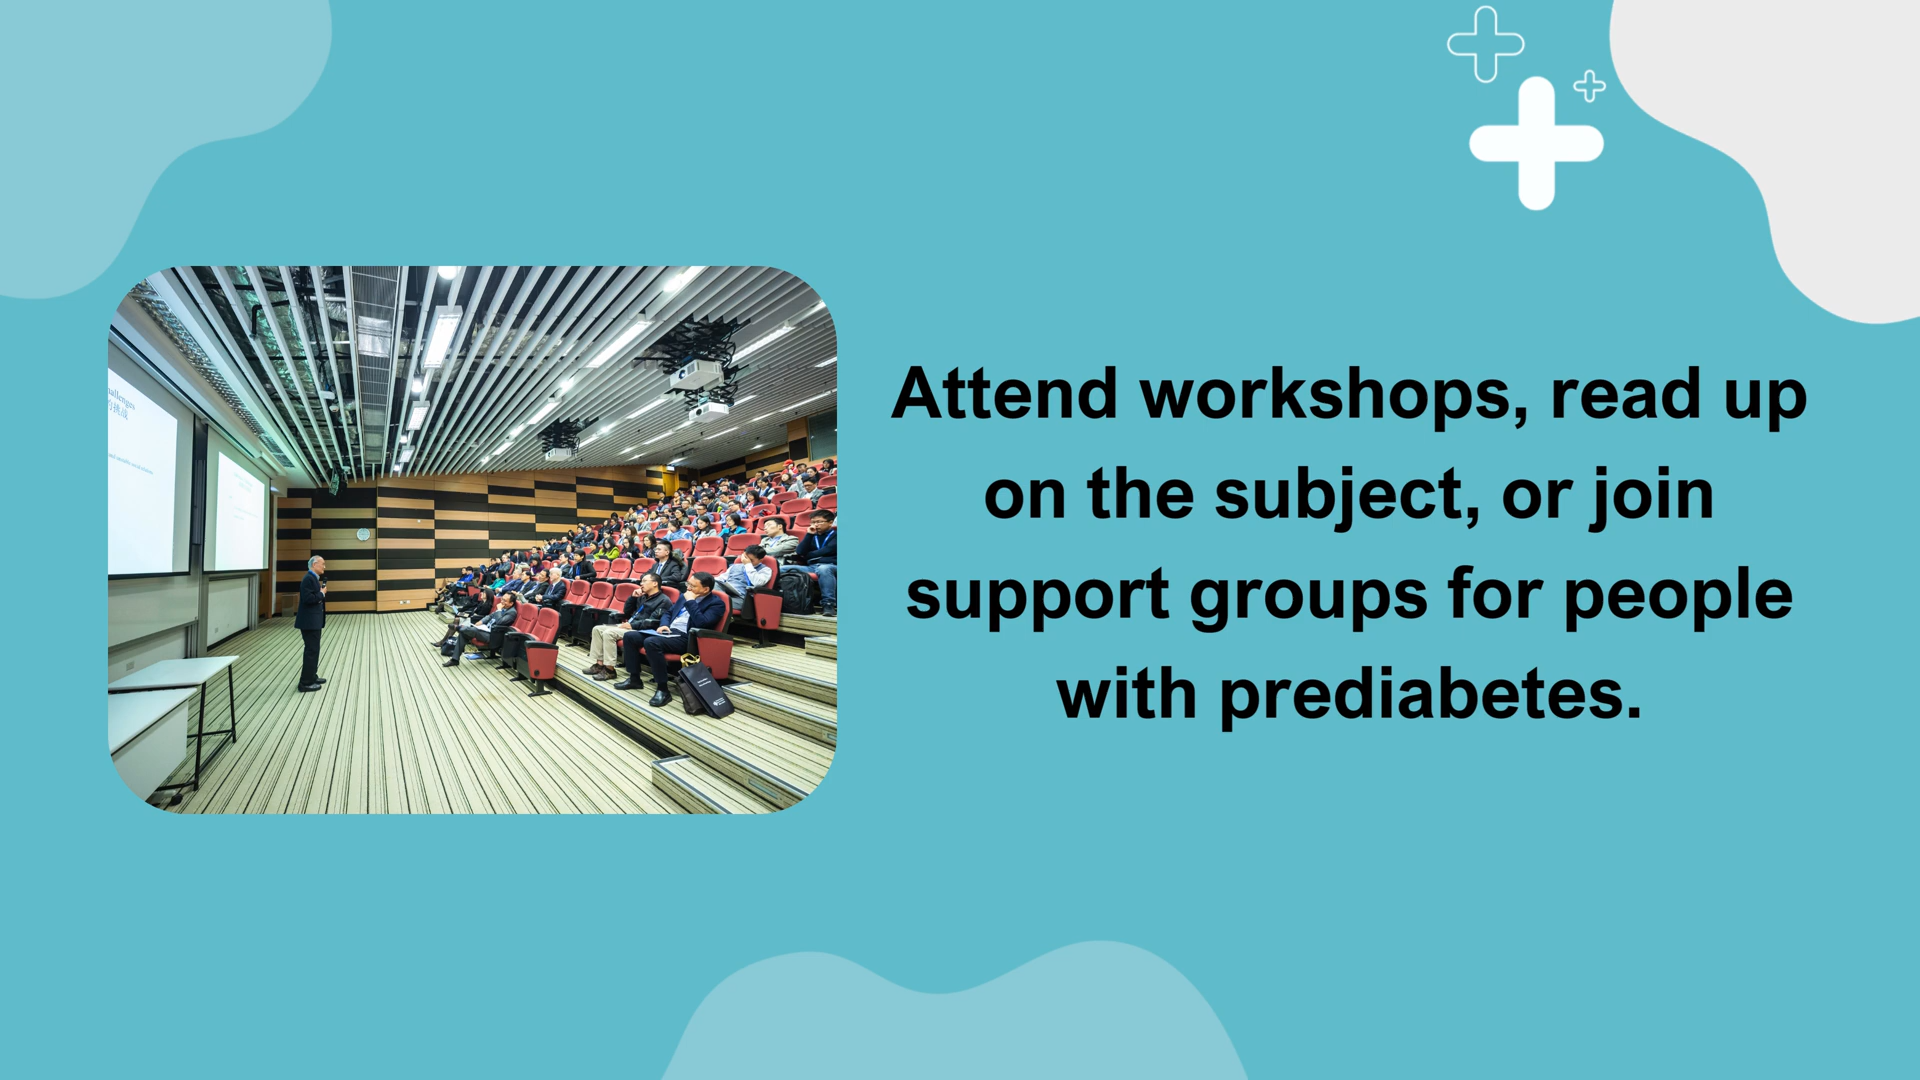 Attend workshops, read up
on the subject, or join
support groups for people
with prediabetes.